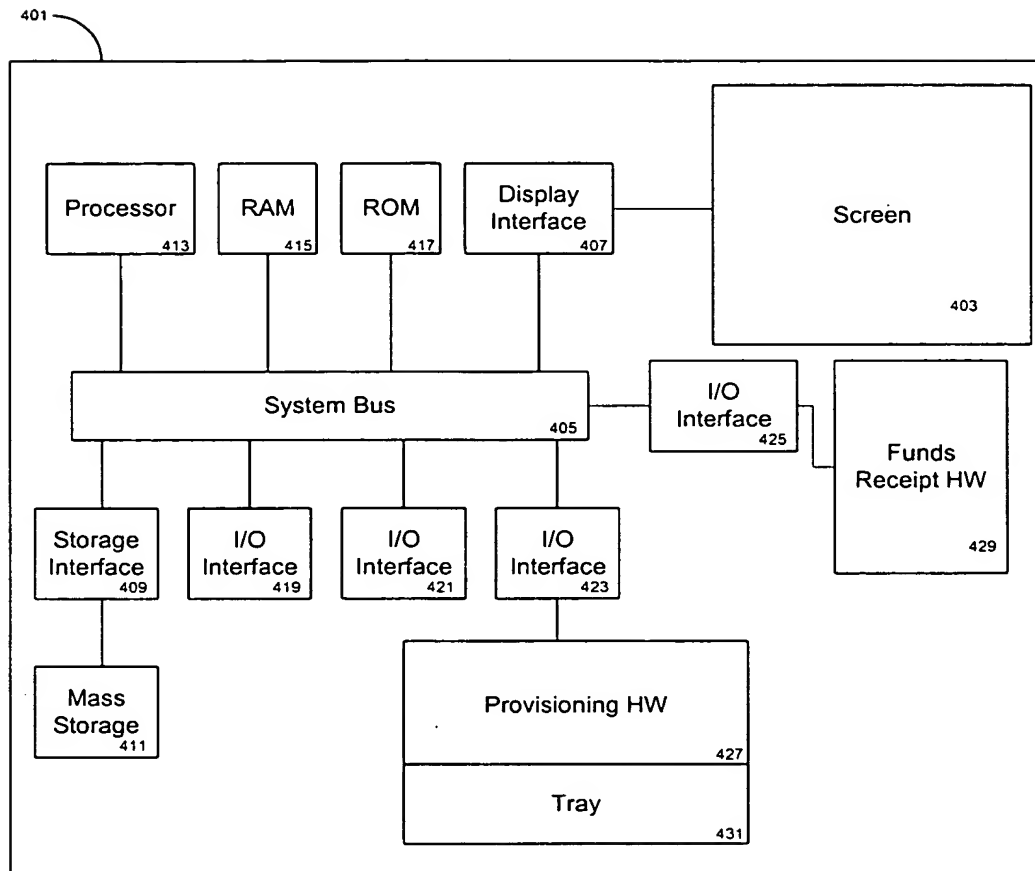 401
Processor
413
RAM
415
ROM
417
Display
Interface
407
Screen
403
System Bus
405
I/O
Interface
425
Funds
Receipt HW
429
Storage
Interface
409
I/O
Interface
419
I/O
Interface
421
I/O
Interface
423
Mass
Storage
411
Provisioning HW
427
Tray
431